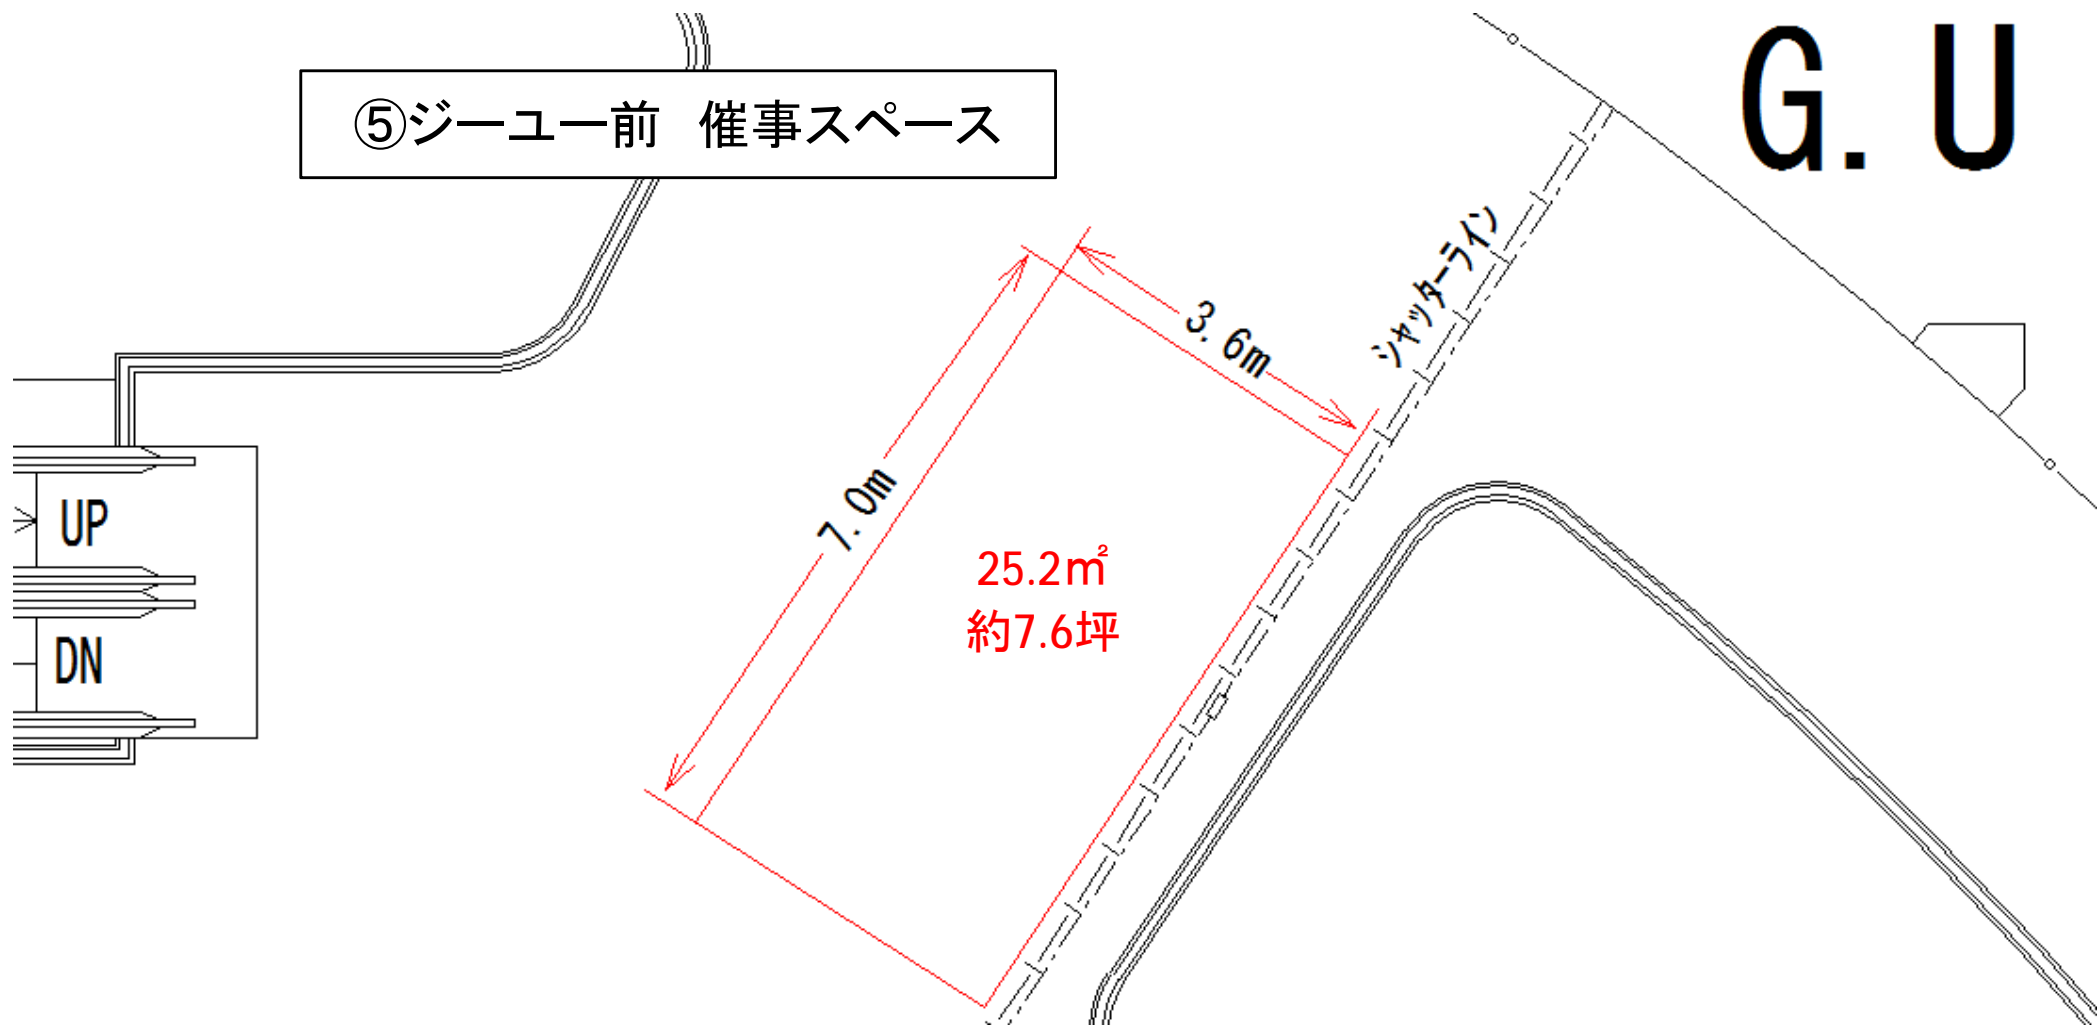 G.U
⑤ジーユー前　催事スペース
シャッターライン
3.6m
7.0m
UP
25.2㎡
約7.6坪
DN